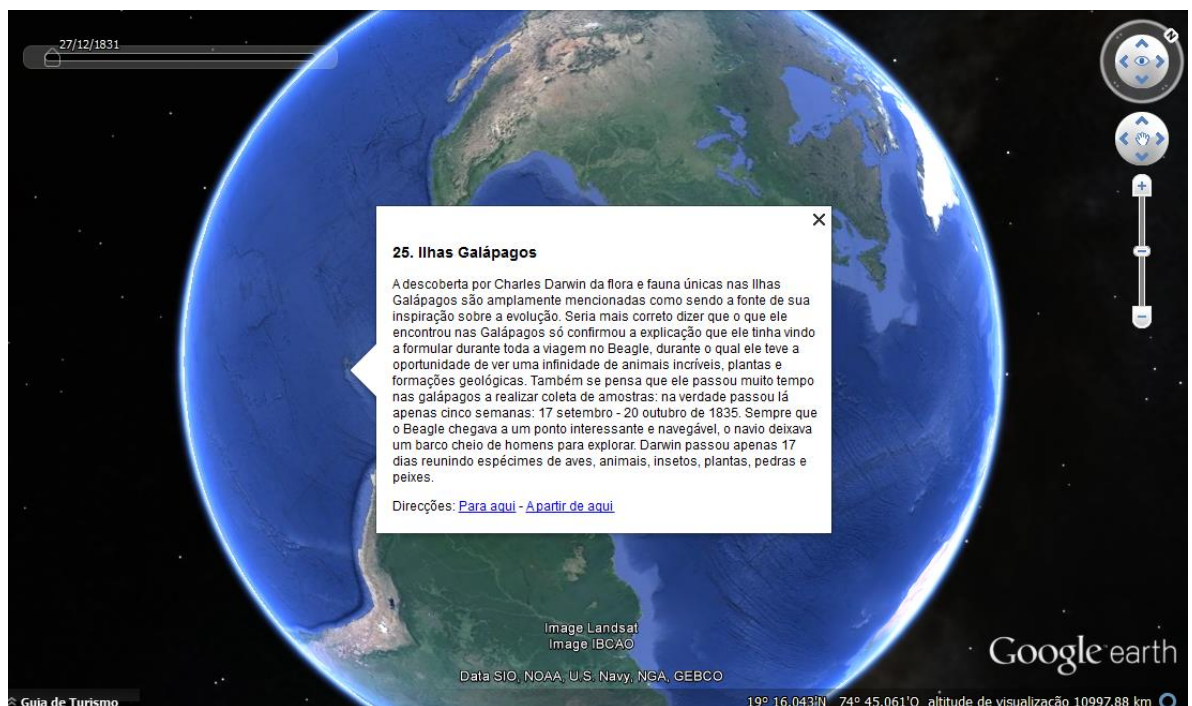 27/12/1831
N
25. Ilhas Galápagos
A descoberta por Charles Darwin da flora e fauna únicas nas Ilhas
Galápagos são amplamente mencionadas como sendo a fonte de sua
inspiração sobre a evolução. Seria mais correto dizer que o que ele
encontrou nas Galápagos só confirmou a explicação que ele tinha vindo
a formular durante toda a viagem no Beagle, durante o qual ele teve a
oportunidade de ver uma infinidade de animais incríveis, plantas e
formações geológicas. Também se pensa que ele passou muito tempo
nas galápagos a realizar coleta de amostras: na verdade passou lá
apenas cinco semanas: 17 setembro - 20 outubro de 1835. Sempre que
o Beagle chegava a um ponto interessante e navegável, o navio deixava
um barco cheio de homens para explorar. Darwin passou apenas 17
dias reunindo espécimes de aves, animais, insetos, plantas, pedras e
peixes.
Direcções: Para aqui - A partir de aqui
Image Landsat
Image IBCAO
Data SIO, NOAA, U.S. Navy, NGA, GEBCO
Google earth
Guia de Turismo
19° 16.043'N 74° 45.061'O altitude de visualização 10997.88 km